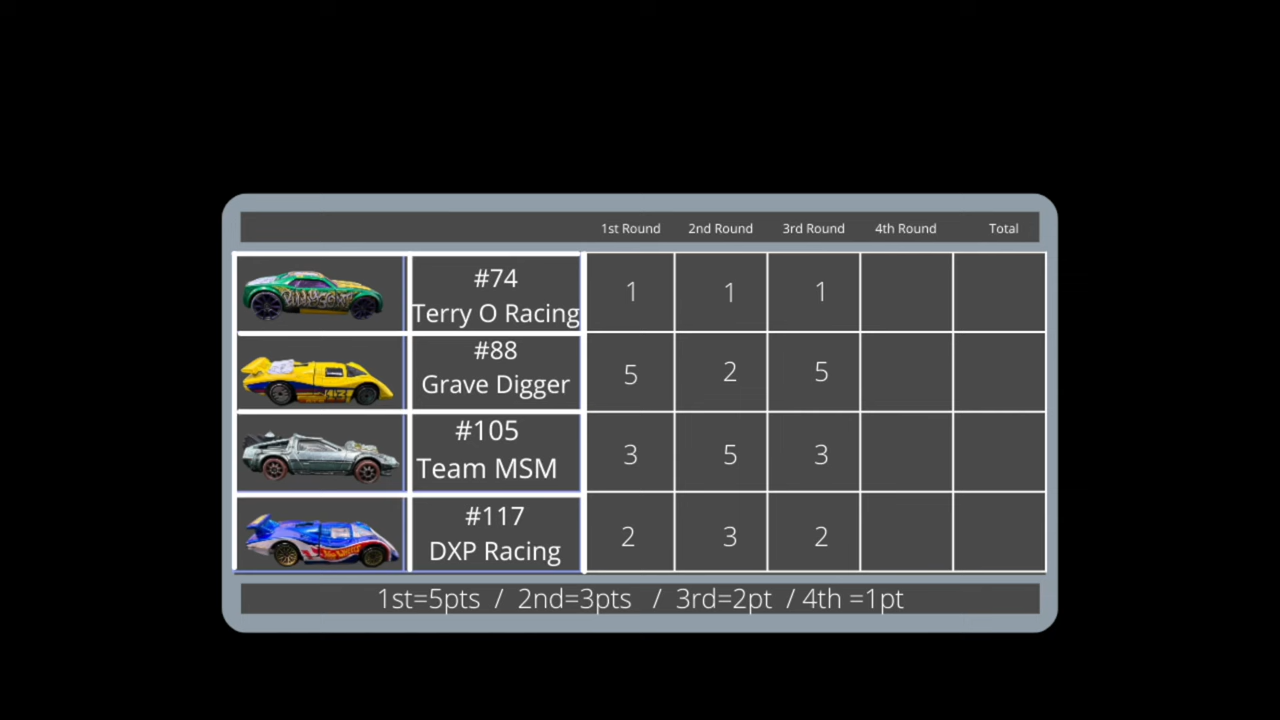 1st Round 2nd Round 3rd Round 4th Round Total
#74
Terry O Racing
1 1 1
#88
Grave Digger
5 2 5
#105
Team MSM
3 5 3
#117
DXP Racing
2 3 2
1st=5pts / 2nd=3pts / 3rd=2pt / 4th =1pt